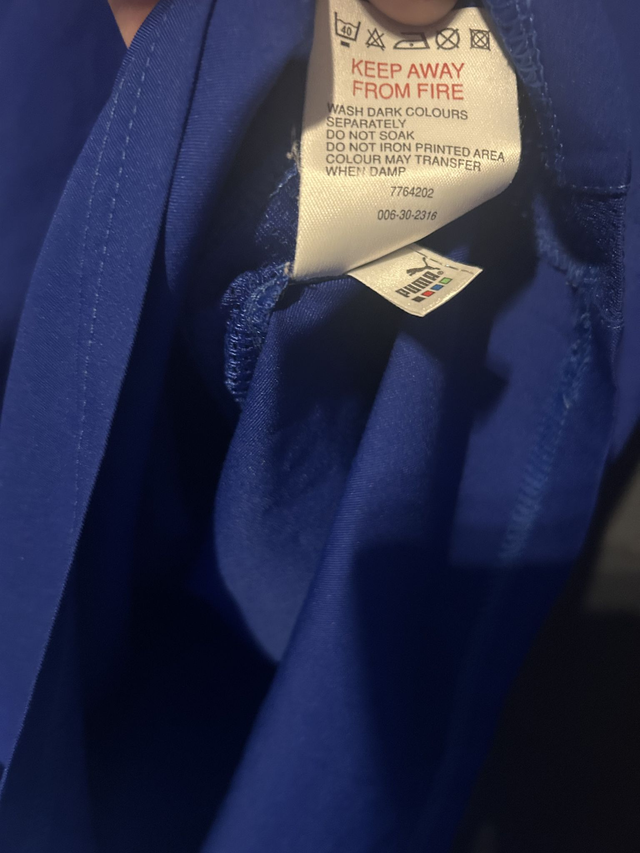 40
KEEP AWAY
FROM FIRE
WASH DARK COLOURS
SEPARATELY
DO NOT SOAK
DO NOT IRON PRINTED AREA
COLOUR MAY TRANSFER
WHEN DAMP
7764202
006-30-2316
PUMA